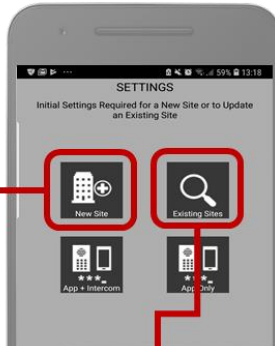 59% 13:18
SETTINGS
Initial Settings Required for a New Site or to Update
an Existing Site
New Site
Existing Sites
***_
App + Intercom
***_
App Only